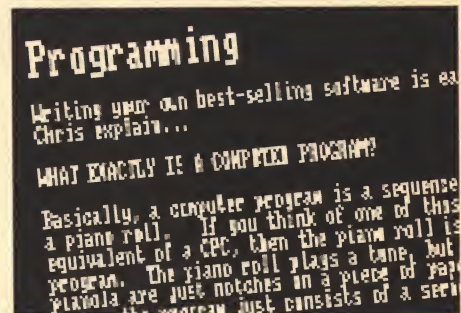 Programming
Writing your own best-selling software is ea
Chris explain...
WHAT EXACTLY IS A COMPUTER PROGRAM?
Basically, a computer program is a sequence
a piano roll. If you think of one of thos
equivalent of a CPC, then the piano roll is
program. The piano roll plays a tune, but
pianola are just notches in a piece of pap
the program just consists of a seri